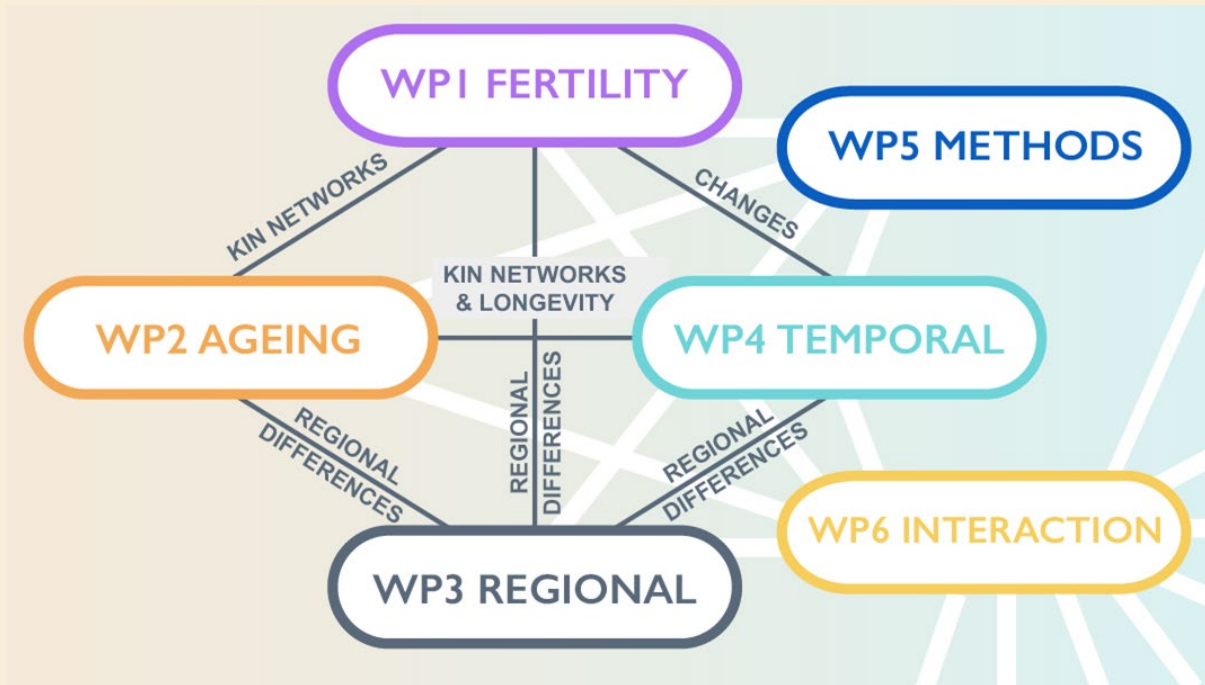 WP1 FERTILITY
WP5 METHODS
KIN NETWORKS
CHANGES
KIN NETWORKS
& LONGEVITY
WP2 AGEING
WP4 TEMPORAL
REGIONAL
DIFFERENCES
REGIONAL
DIFFERENCES
REGIONAL
DIFFERENCES
WP6 INTERACTION
WP3 REGIONAL